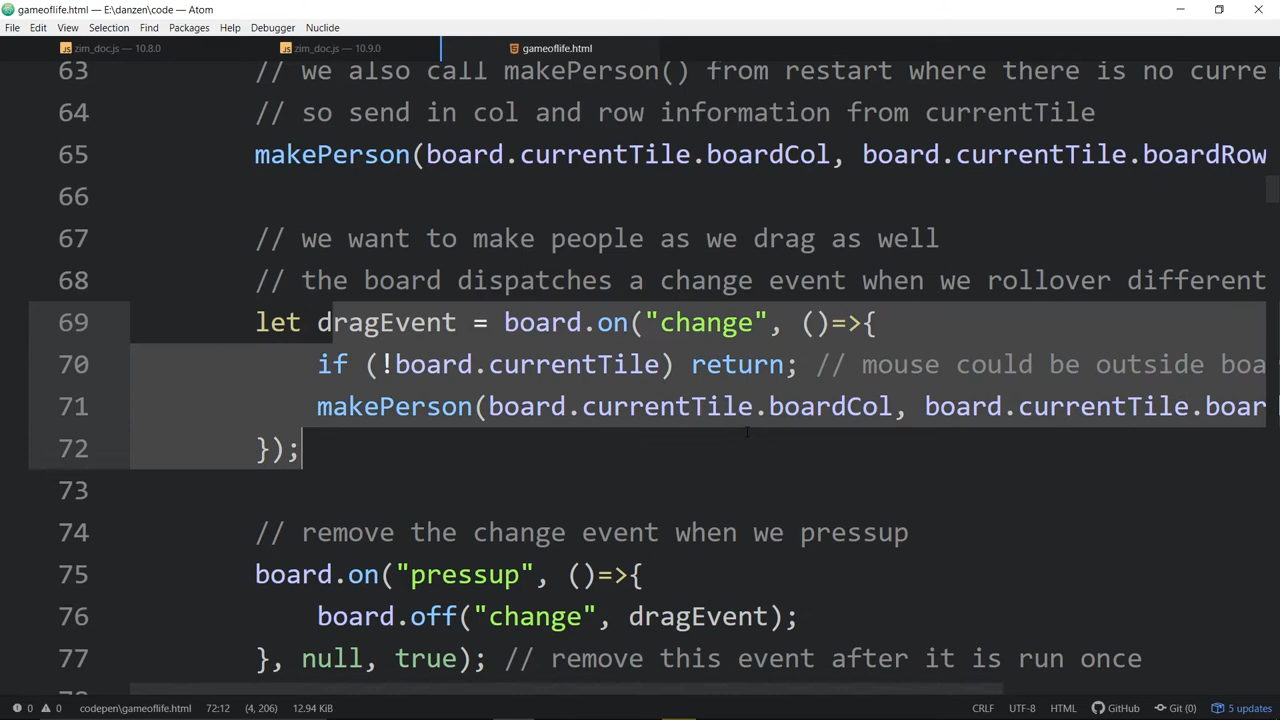 gameoflife.html — E:\danzen\code — Atom
File Edit View Selection Find Packages Help Debugger Nuclide
zim_doc.js — 10.8.0 zim_doc.js — 10.9.0 gameoflife.html
63 // we also call makePerson() from restart where there is no curre
64 // so send in col and row information from currentTile
65 makePerson(board.currentTile.boardCol, board.currentTile.boardRow
66
67 // we want to make people as we drag as well
68 // the board dispatches a change event when we rollover different
69 let dragEvent = board.on("change", ()=>{
70 if (!board.currentTile) return; // mouse could be outside boa
71 makePerson(board.currentTile.boardCol, board.currentTile.boar
72 });
73
74 // remove the change event when we pressup
75 board.on("pressup", ()=>{
76 board.off("change", dragEvent);
77 }, null, true); // remove this event after it is run once
0 0 codepen\gameoflife.html 72:12 (4, 206) 12.94 KiB CRLF UTF-8 HTML GitHub Git (0) 5 updates